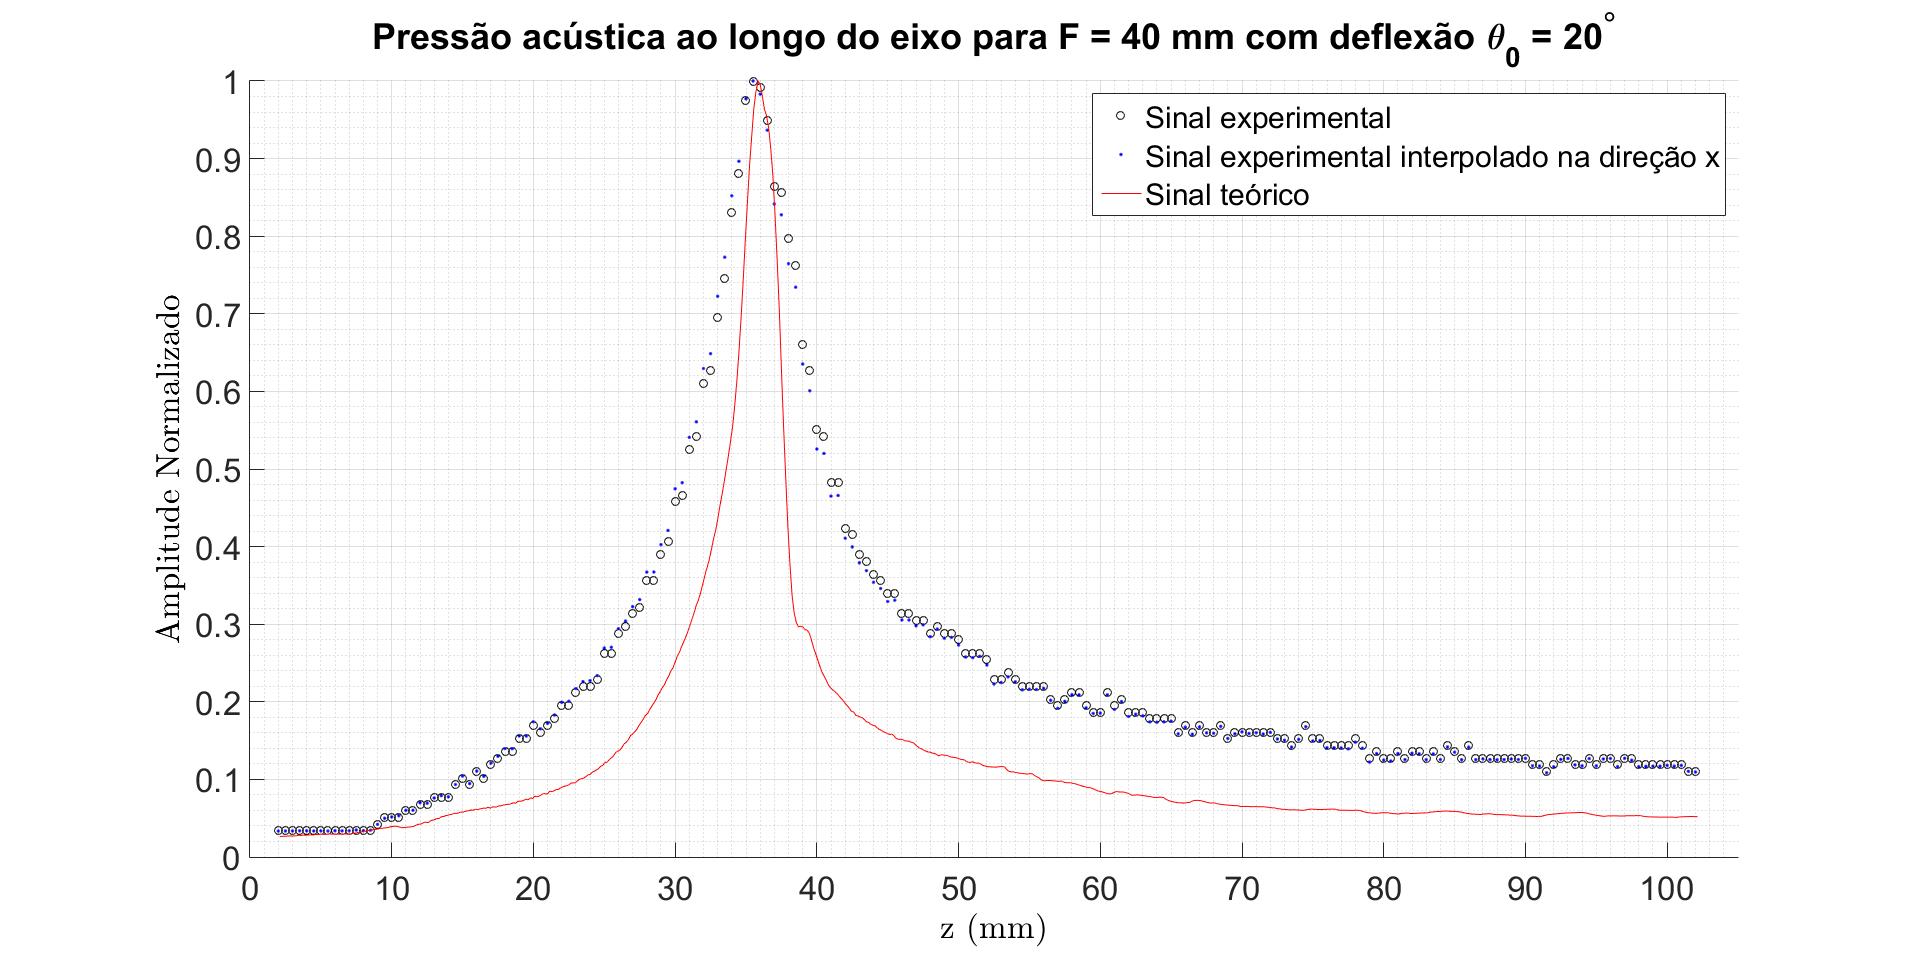 Pressão acústica ao longo do eixo para F = 40 mm com deflexão θ₀ = 20°
Sinal experimental
Sinal experimental interpolado na direção x
Sinal teórico
Amplitude Normalizado
1
0.9
0.8
0.7
0.6
0.5
0.4
0.3
0.2
0.1
0
0 10 20 30 40 50 60 70 80 90 100
z (mm)